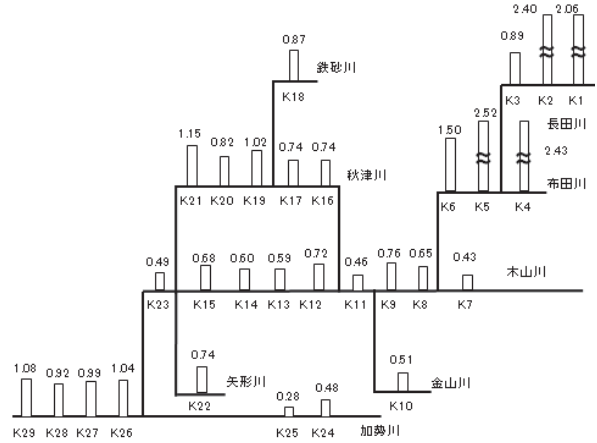 2.40 2.06
0.87 0.89
鉄砂川
K18 K3 K2 K1
長田川
1.15 0.82 1.02 0.74 0.74 1.50 2.52 2.43
秋津川 布田川
K21 K20 K19 K17 K16 K6 K5 K4
0.49 0.68 0.60 0.59 0.72 0.46 0.76 0.65 0.43
木山川
K23 K15 K14 K13 K12 K11 K9 K8 K7
1.08 0.92 0.99 1.04 0.74 0.51
矢形川 金山川
K22 K10
0.28 0.48
K29 K28 K27 K26 K25 K24 加勢川